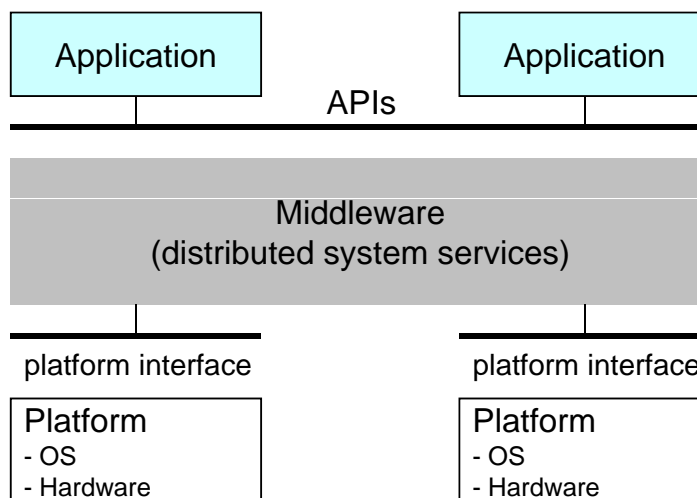 Application
Application
APIs
Middleware
(distributed system services)
platform interface
platform interface
Platform
- OS
- Hardware
Platform
- OS
- Hardware